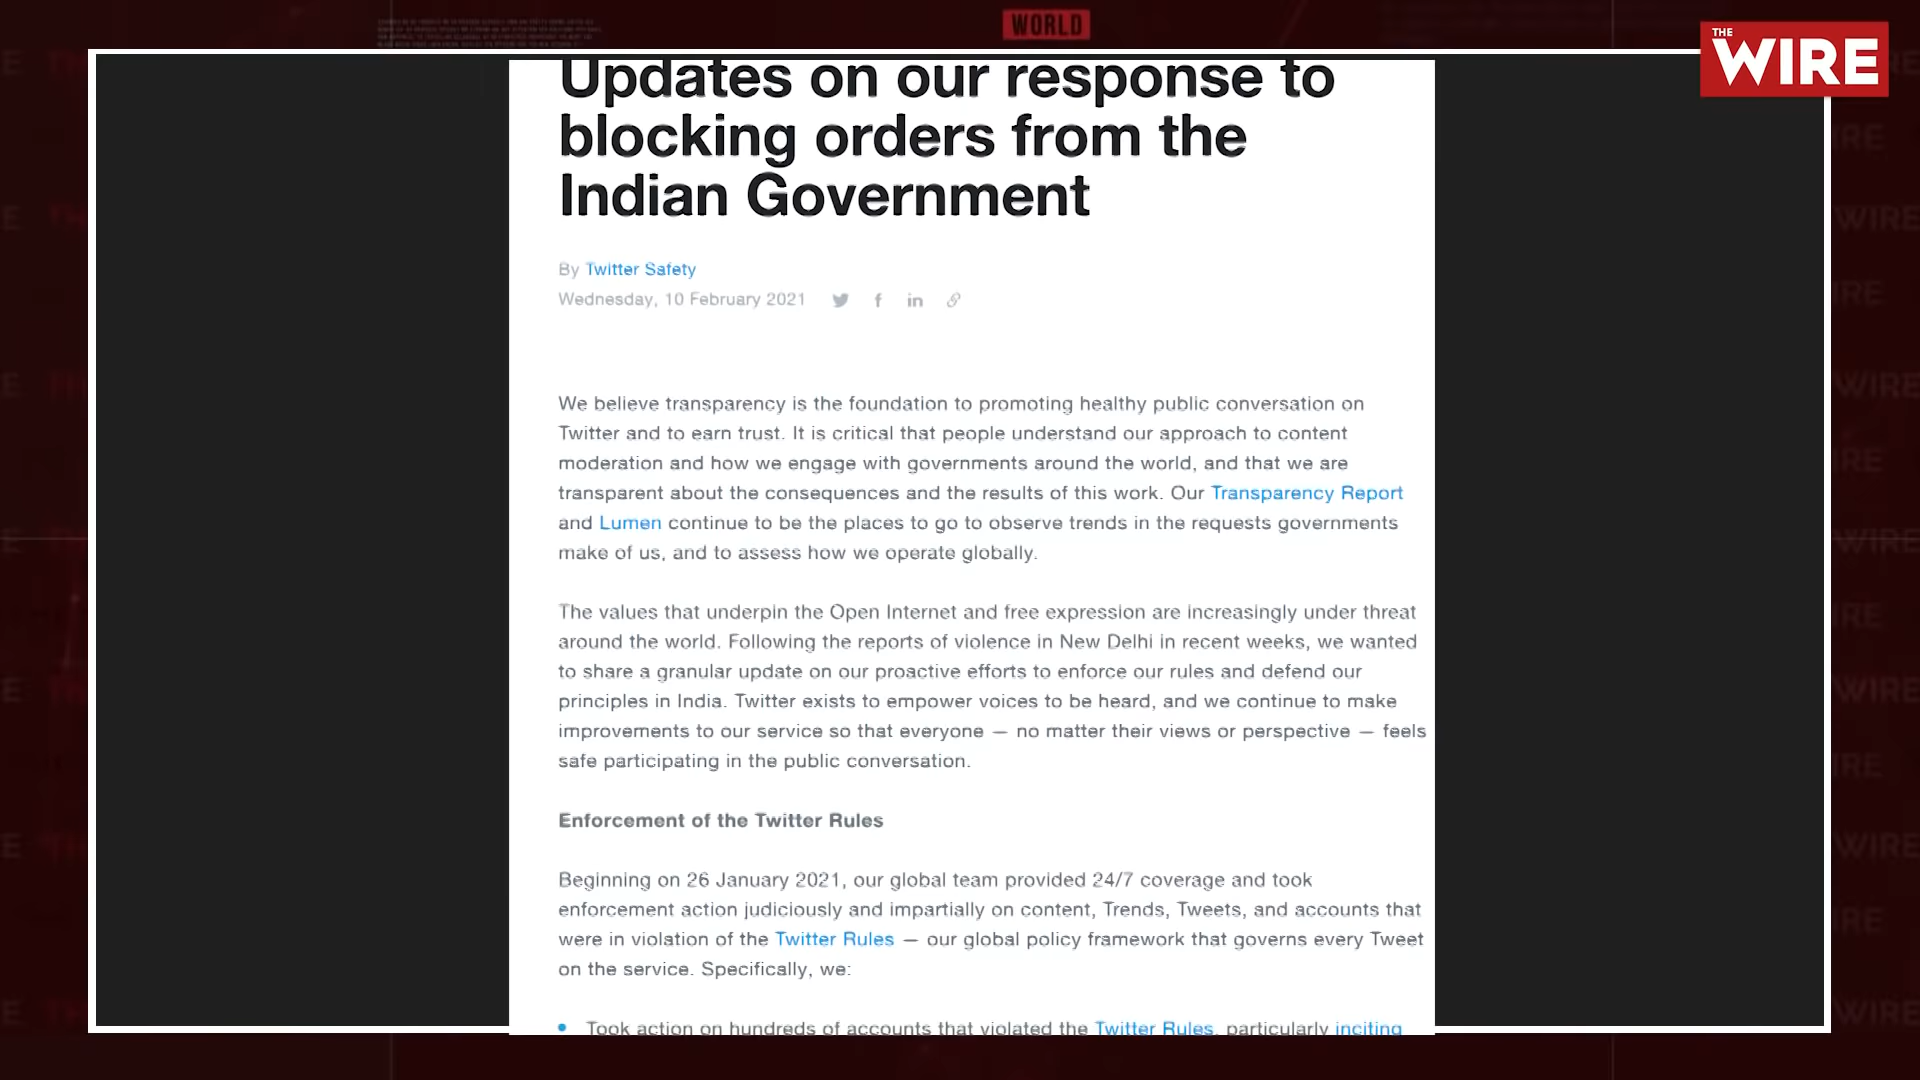 WORLD
THE
WIRE
Updates on our response to
blocking orders from the
Indian Government
By Twitter Safety
Wednesday, 10 February 2021
We believe transparency is the foundation to promoting healthy public conversation on
Twitter and to earn trust. It is critical that people understand our approach to content
moderation and how we engage with governments around the world, and that we are
transparent about the consequences and the results of this work. Our Transparency Report
and Lumen continue to be the places to go to observe trends in the requests governments
make of us, and to assess how we operate globally.
The values that underpin the Open Internet and free expression are increasingly under threat
around the world. Following the reports of violence in New Delhi in recent weeks, we wanted
to share a granular update on our proactive efforts to enforce our rules and defend our
principles in India. Twitter exists to empower voices to be heard, and we continue to make
improvements to our service so that everyone — no matter their views or perspective — feels
safe participating in the public conversation.
Enforcement of the Twitter Rules
Beginning on 26 January 2021, our global team provided 24/7 coverage and took
enforcement action judiciously and impartially on content, Trends, Tweets, and accounts that
were in violation of the Twitter Rules — our global policy framework that governs every Tweet
on the service. Specifically, we:
• Took action on hundreds of accounts that violated the Twitter Rules, particularly inciting